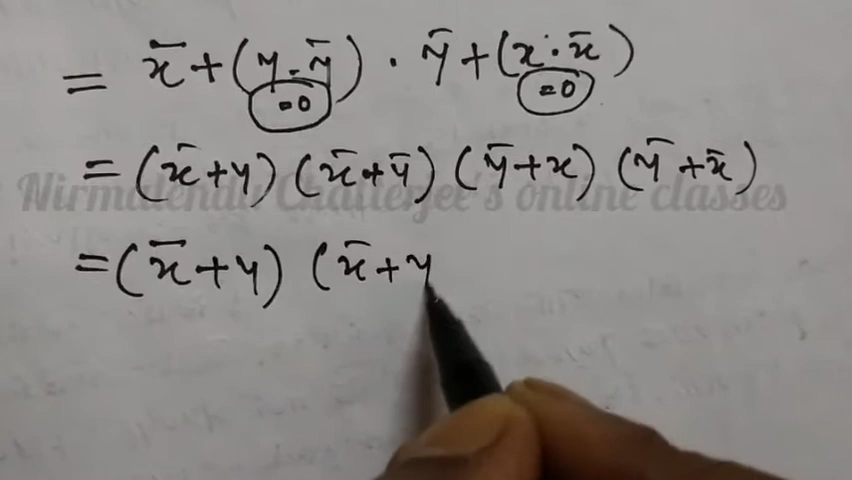 = x̄ + (y . ȳ) . ȳ + (x . x̄)
=0 =0
= (x̄ + y) (x̄ + ȳ) (ȳ + x) (ȳ + x̄)
Nirmalendu Chatterjee's online classes
= (x̄ + y) (x̄ + y